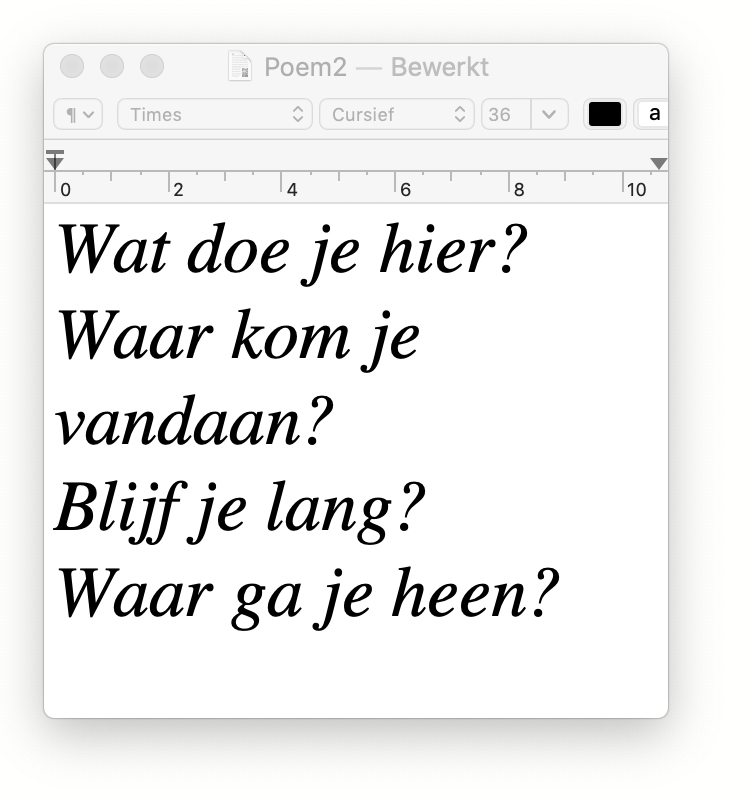 Poem2 — Bewerkt
¶ Times Cursief 36 a
0 2 4 6 8 10
Wat doe je hier?
Waar kom je
vandaan?
Blijf je lang?
Waar ga je heen?